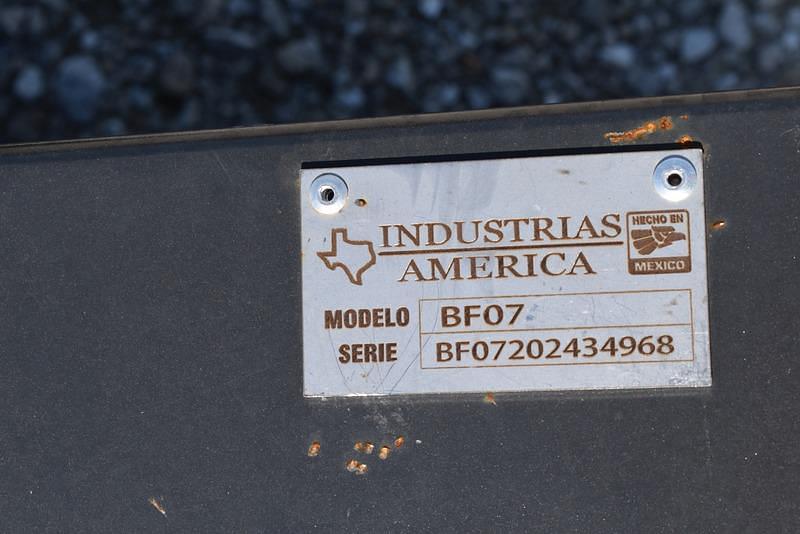 INDUSTRIAS
AMERICA
HECHO EN
MEXICO
MODELO BF07
SERIE BF07202434968